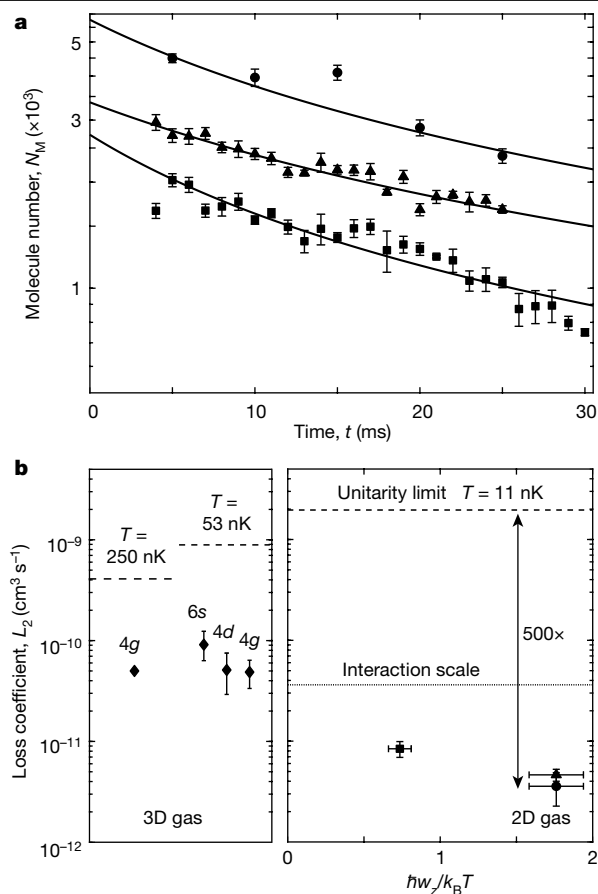 a
Molecule number, N_M (×10³)
5
3
1
0
10
20
30
Time, t (ms)
b
Loss coefficient, L₂ (cm³ s⁻¹)
10⁻⁹
10⁻¹⁰
10⁻¹¹
10⁻¹²
T =
53 nK
T =
250 nK
6s
4g
4d
4g
3D gas
Unitarity limit T = 11 nK
500×
Interaction scale
2D gas
0
1
2
ħw_z/k_BT